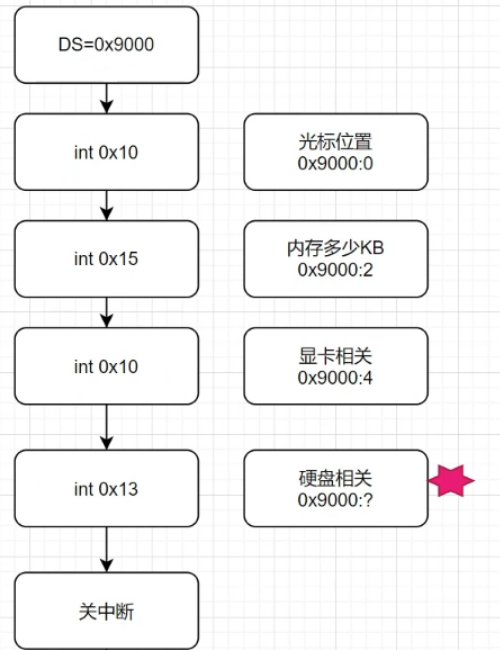 DS=0x9000
int 0x10
光标位置
0x9000:0
int 0x15
内存多少KB
0x9000:2
int 0x10
显卡相关
0x9000:4
int 0x13
硬盘相关
0x9000:?
关中断